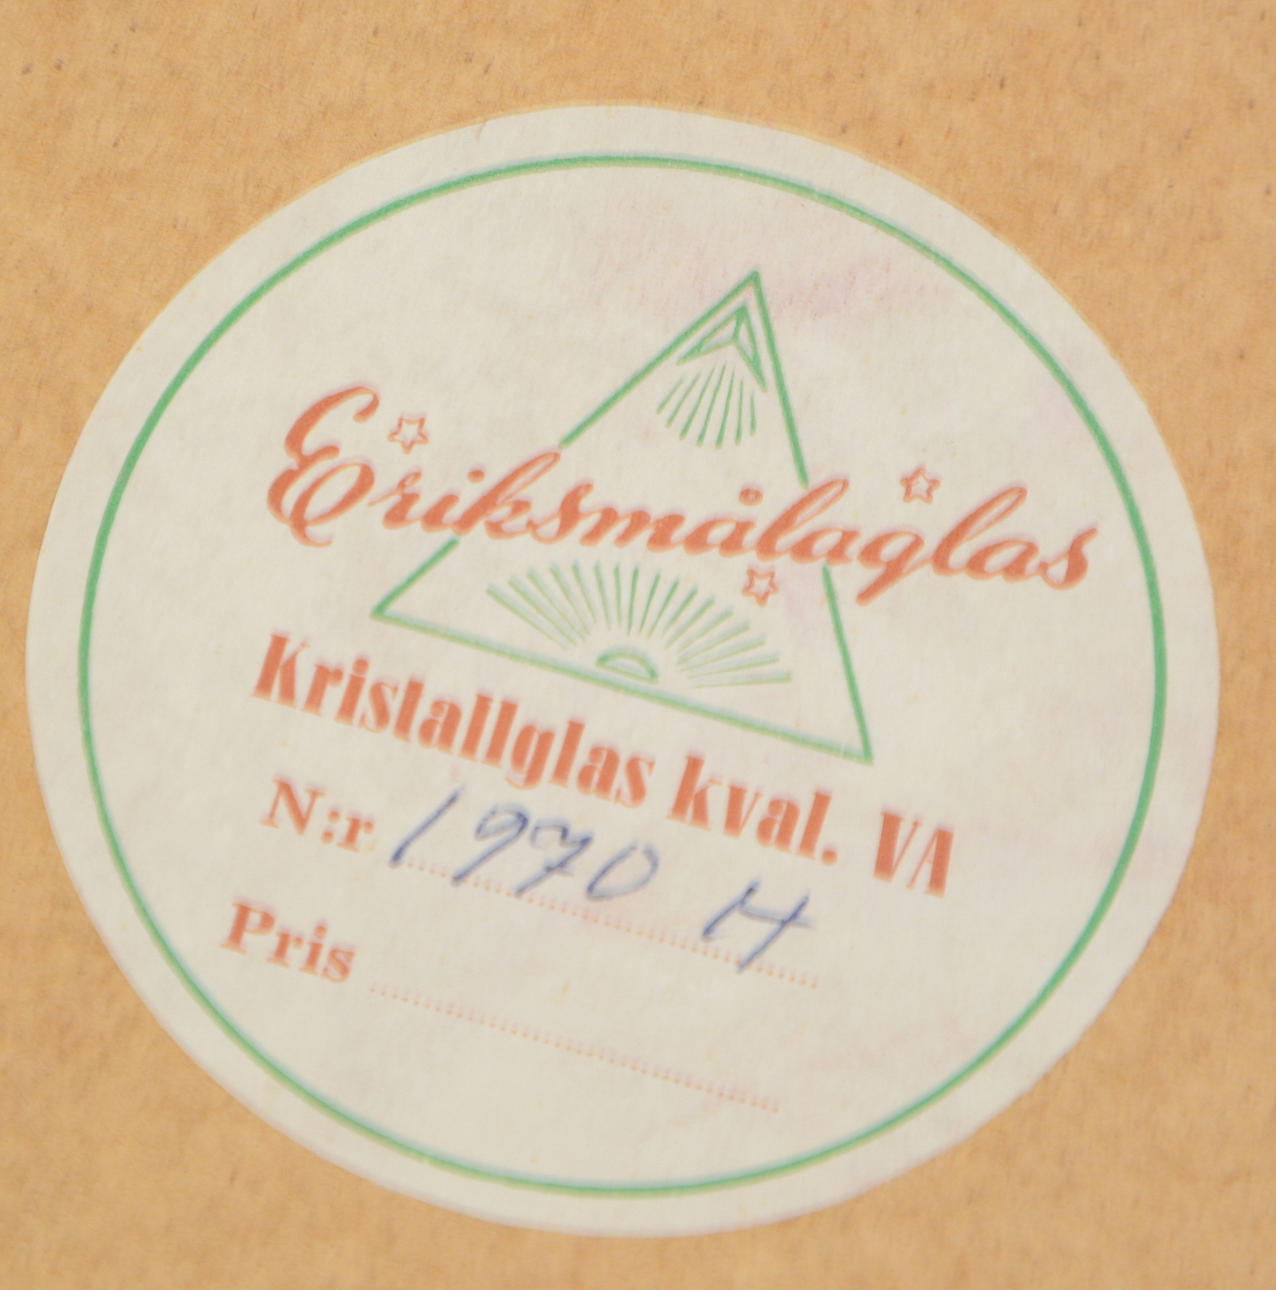 Eriksmålaglas
Kristallglas kval. VA
N:r 1970 H
Pris